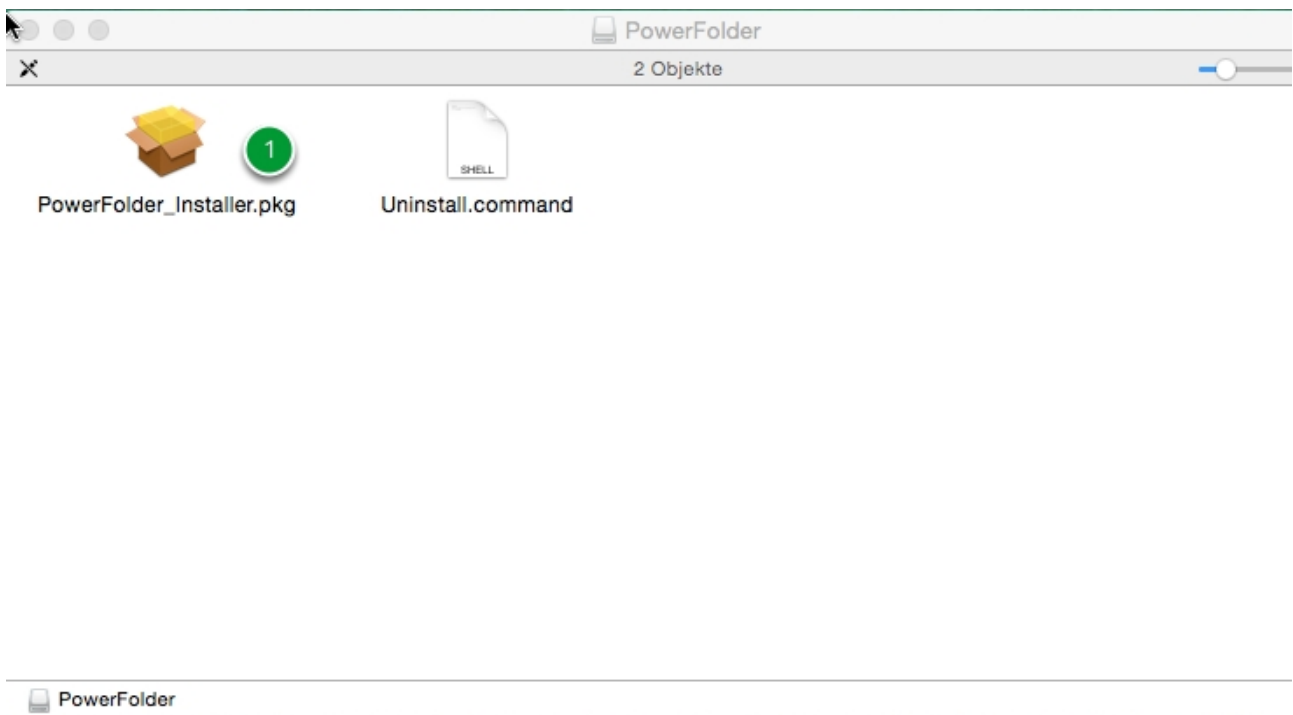 PowerFolder
2 Objekte
1
SHELL
PowerFolder_Installer.pkg
Uninstall.command
PowerFolder